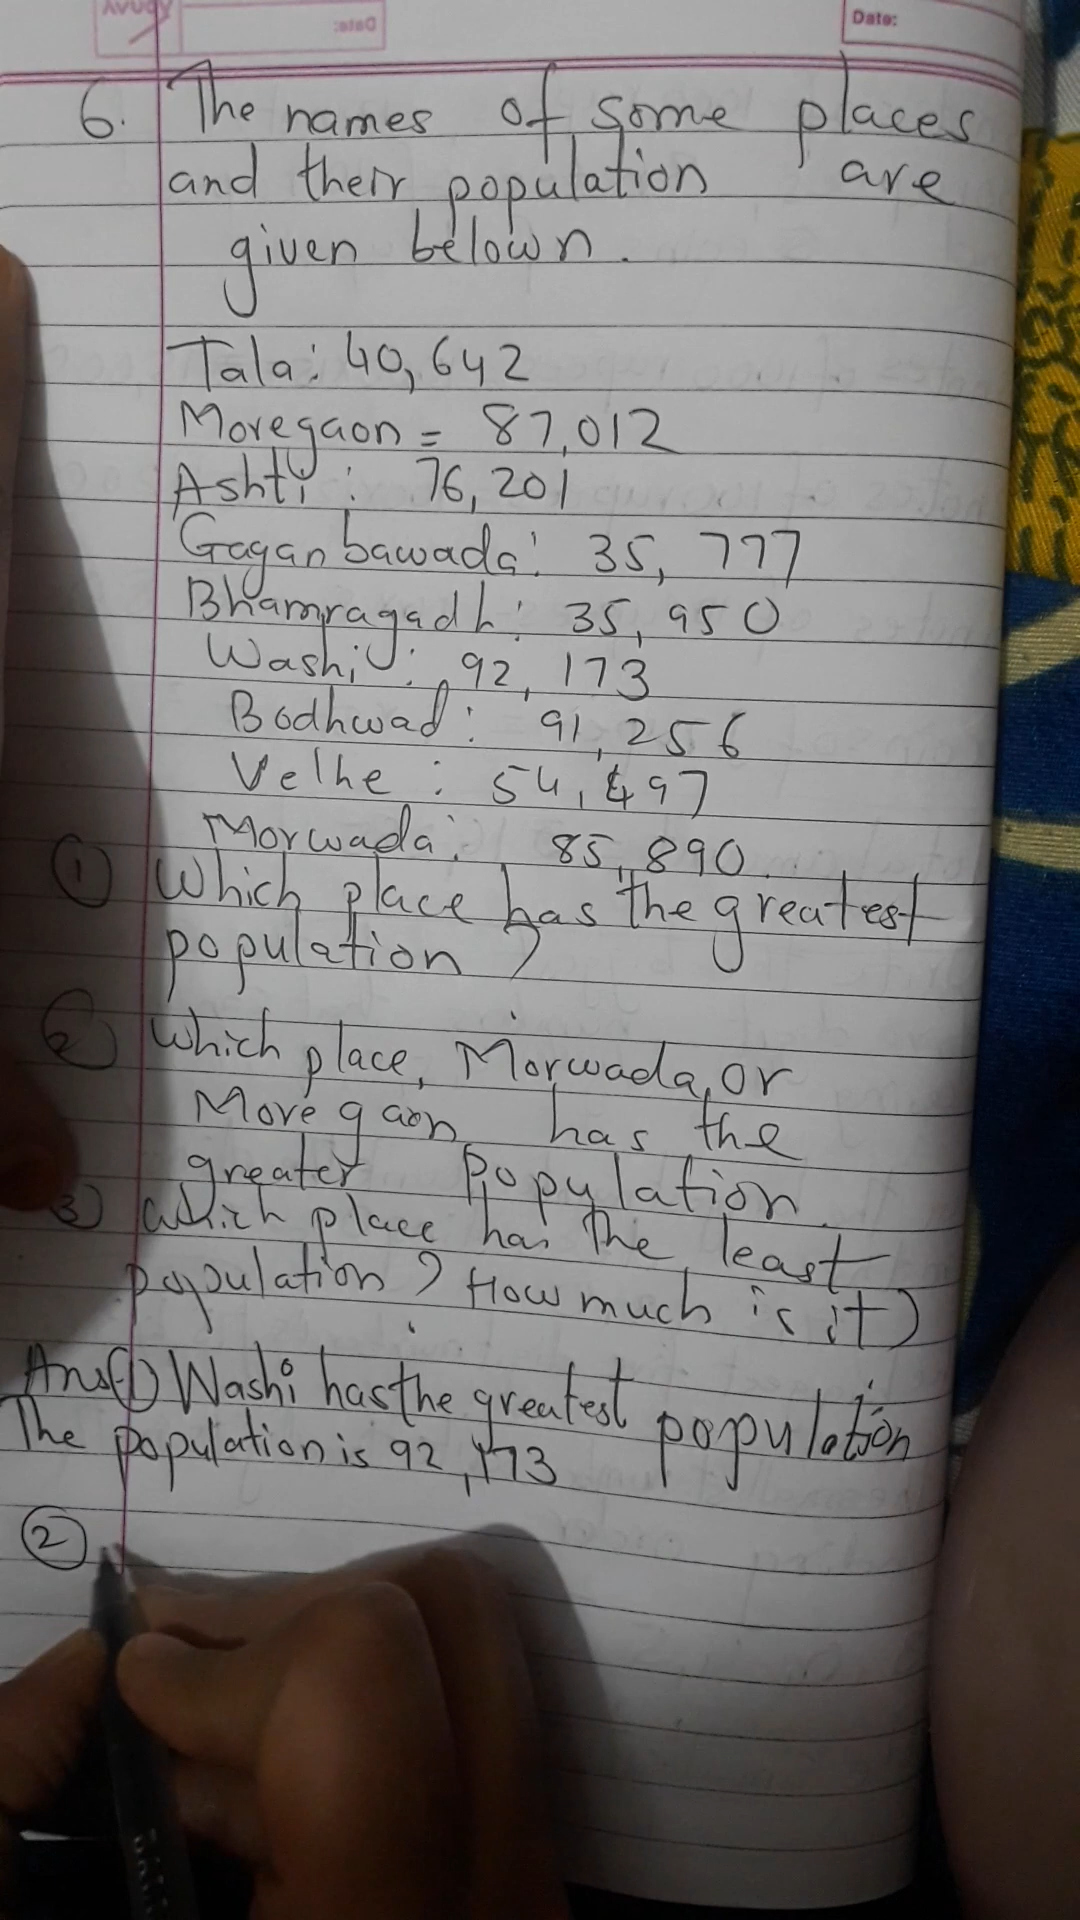 Date:
Date:
6. The names of some places
and their population are
given belown.
Tala: 40,642
Moregaon = 87,012
Ashti: 76,201
Gaganbawada: 35, 777
Bhamragadh: 35, 950
Washi: 92, 173
Bodhwad: 91,256
Velhe : 54,497
Morwada: 85,890
① Which place has the greatest
population?
② Which place, Morwada, or
Moregaon has the
greater Population.
3) Which place has the least
population? How much is it?
Ans① Washi has the greatest population
The population is 92,173
②